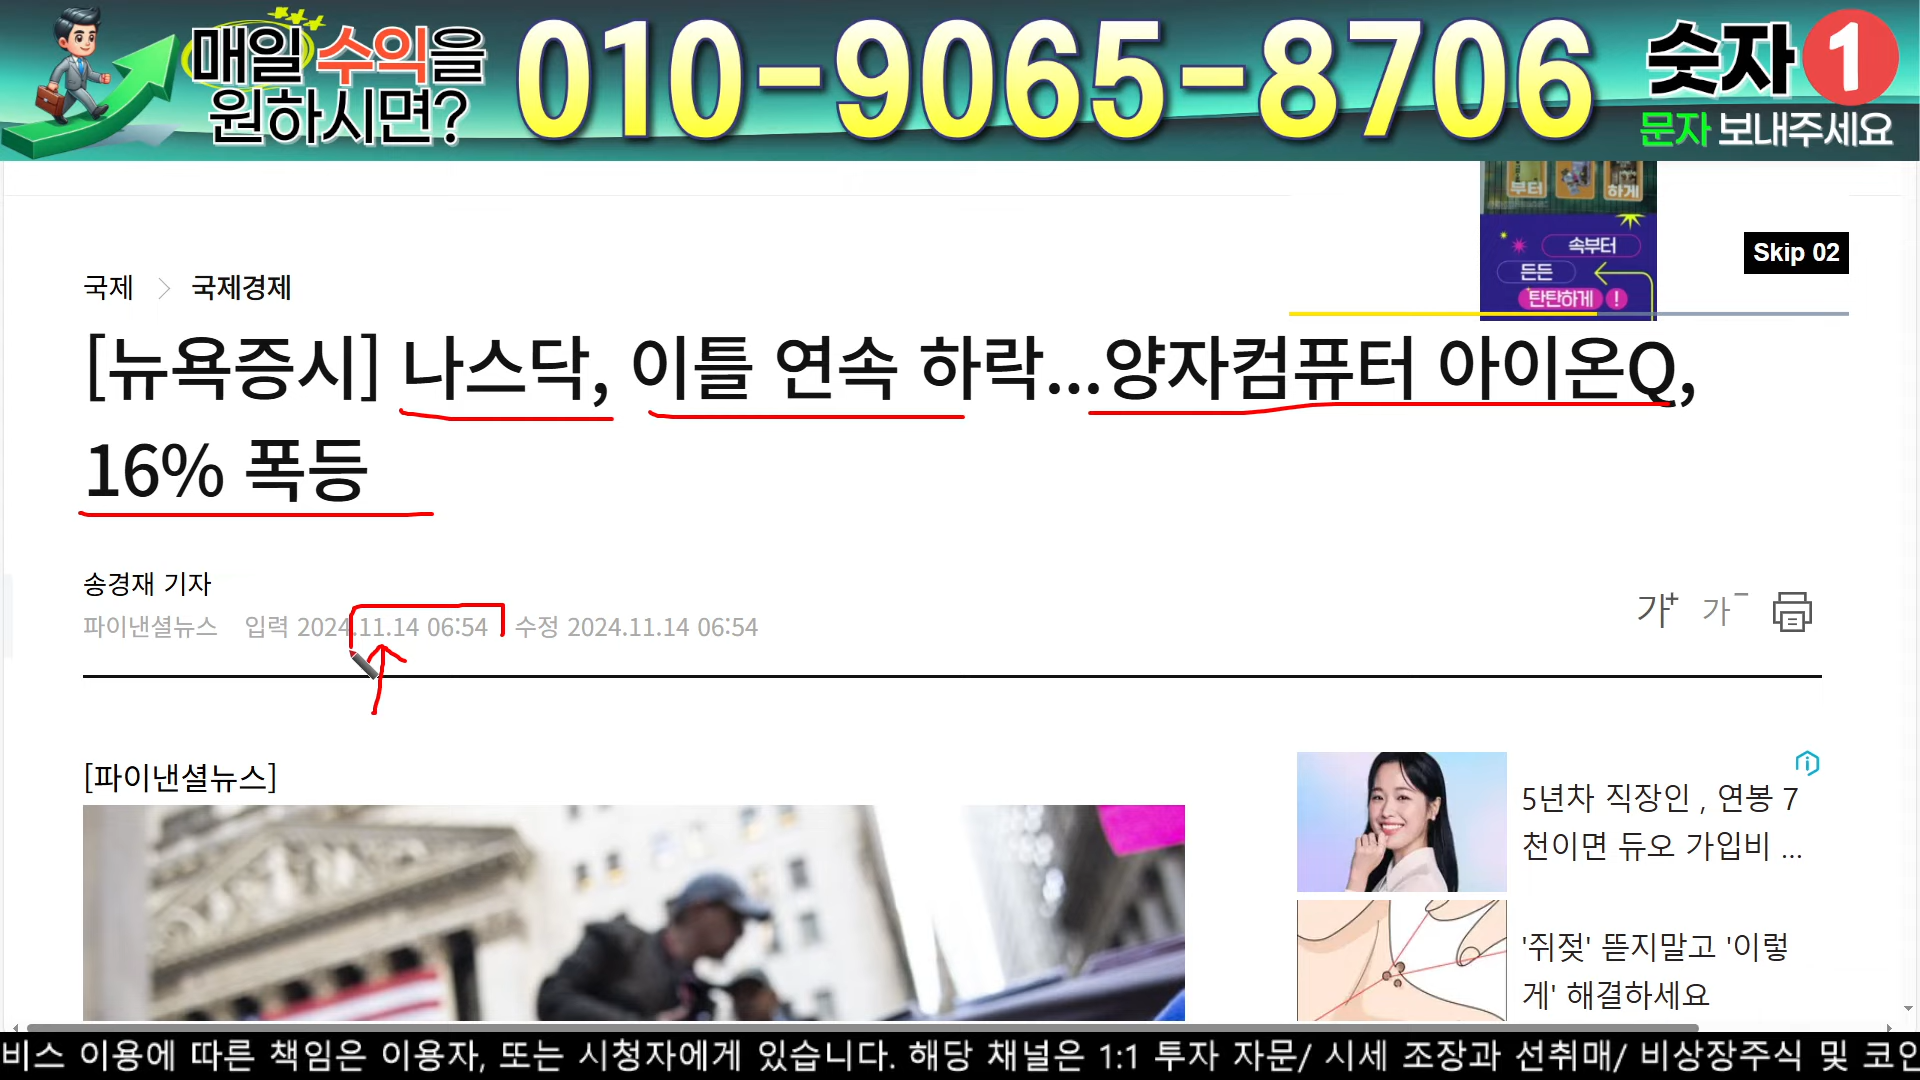 매일 수익을
원하시면?
010-9065-8706
숫자 1
문자 보내주세요
부터 하게
속부터
든든
탄탄하게 !
Skip 02
국제 > 국제경제
[뉴욕증시] 나스닥, 이틀 연속 하락...양자컴퓨터 아이온Q,
16% 폭등
송경재 기자
파이낸셜뉴스 입력 2024.11.14 06:54 수정 2024.11.14 06:54
가+ 가-
[파이낸셜뉴스]
5년차 직장인 , 연봉 7
천이면 듀오 가입비 ...
'쥐젖' 뜯지말고 '이렇
게' 해결하세요
비스 이용에 따른 책임은 이용자, 또는 시청자에게 있습니다. 해당 채널은 1:1 투자 자문/ 시세 조장과 선취매/ 비상장주식 및 코인